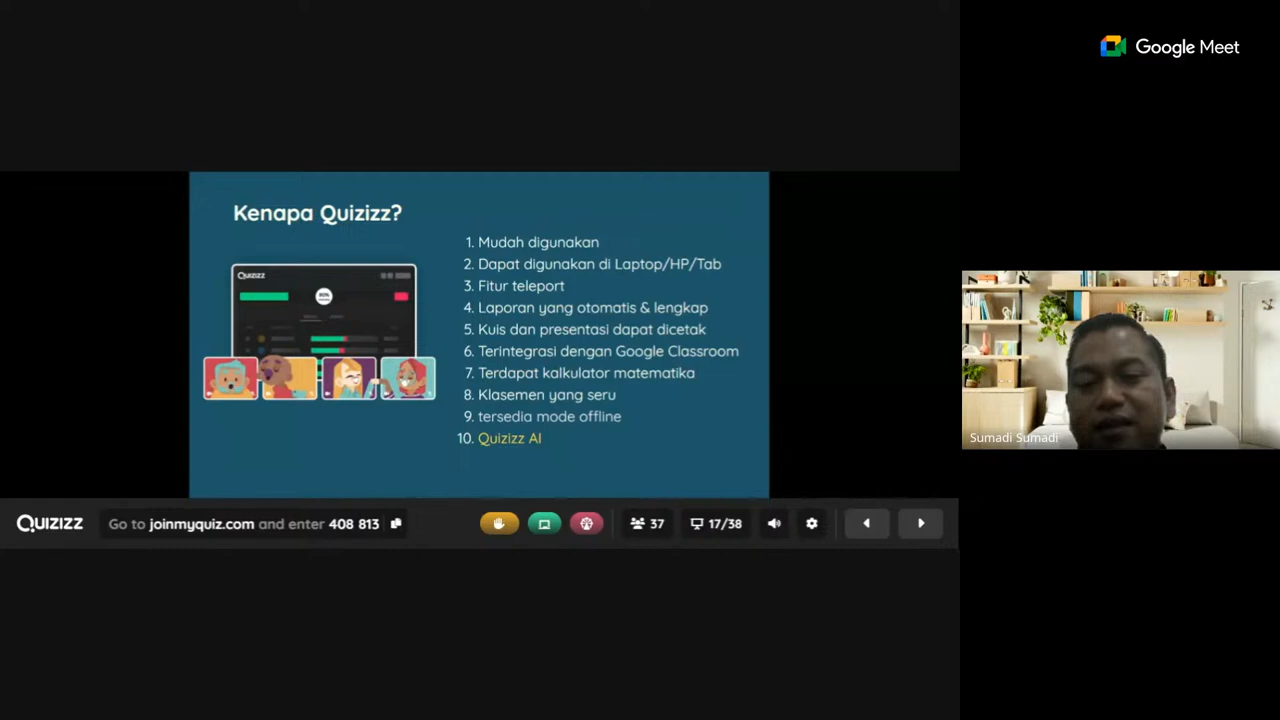 Google Meet
Kenapa Quizizz?
Quizizz
1. Mudah digunakan
2. Dapat digunakan di Laptop/HP/Tab
3. Fitur teleport
4. Laporan yang otomatis & lengkap
5. Kuis dan presentasi dapat dicetak
6. Terintegrasi dengan Google Classroom
7. Terdapat kalkulator matematika
8. Klasemen yang seru
9. tersedia mode offline
10. Quizizz AI
Sumadi Sumadi
QUIZIZZ Go to joinmyquiz.com and enter 408 813 37 17/38